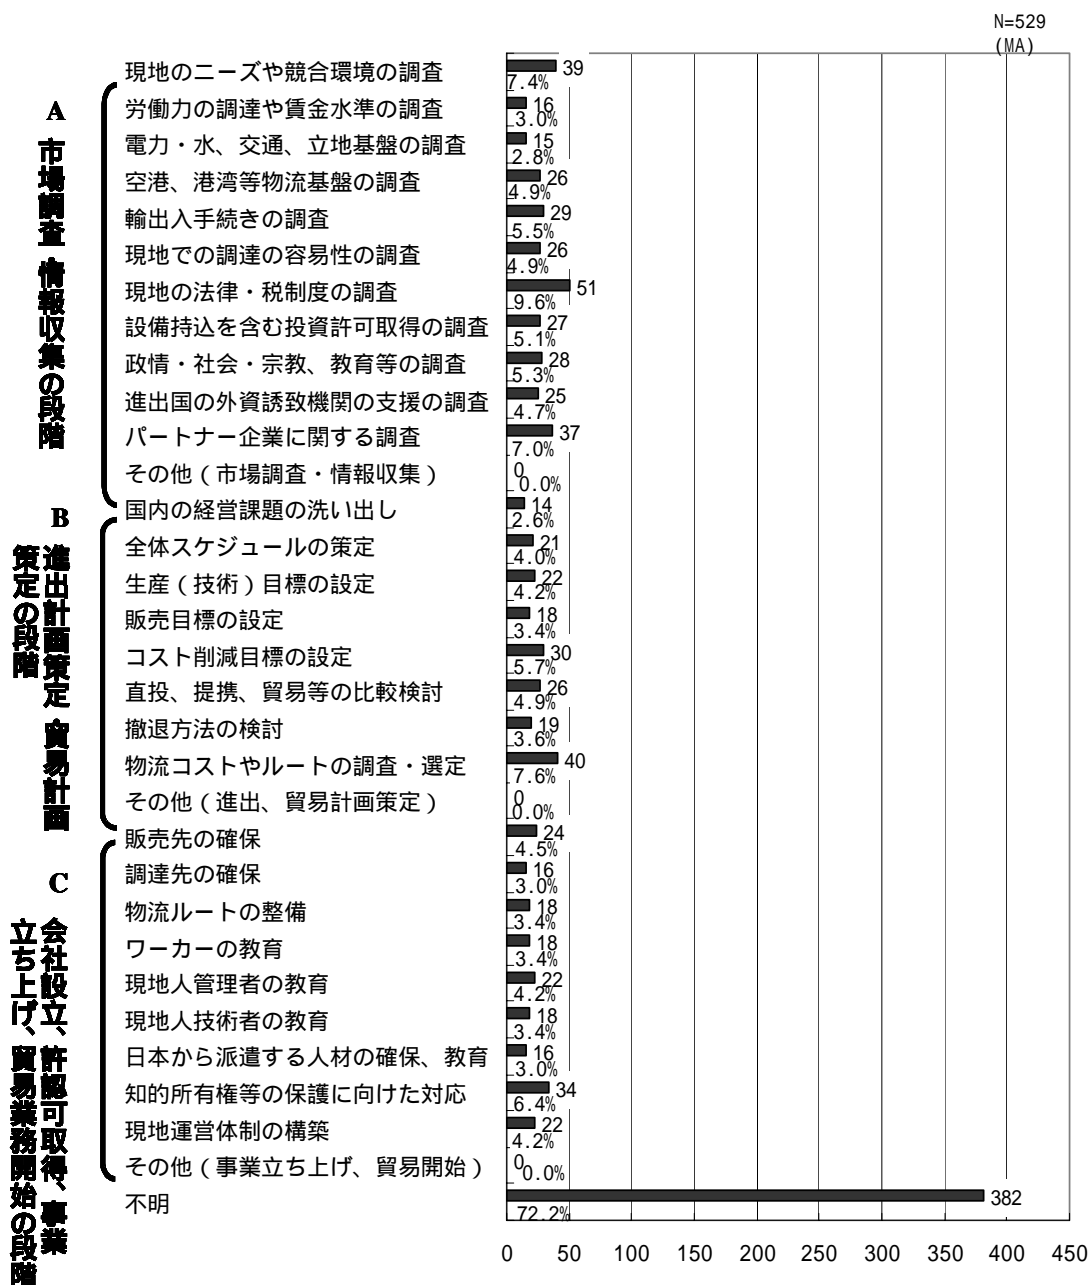 N=529
(MA)
現地のニーズや競合環境の調査 39 7.4%
労働力の調達や賃金水準の調査 16 3.0%
電力・水、交通、立地基盤の調査 15 2.8%
空港、港湾等物流基盤の調査 26 4.9%
輸出入手続きの調査 29 5.5%
現地での調達の容易性の調査 26 4.9%
現地の法律・税制度の調査 51 9.6%
設備持込を含む投資許可取得の調査 27 5.1%
政情・社会・宗教、教育等の調査 28 5.3%
進出国の外資誘致機関の支援の調査 25 4.7%
パートナー企業に関する調査 37 7.0%
その他（市場調査・情報収集） 0 0.0%
国内の経営課題の洗い出し 14 2.6%
全体スケジュールの策定 21 4.0%
生産（技術）目標の設定 22 4.2%
販売目標の設定 18 3.4%
コスト削減目標の設定 30 5.7%
直投、提携、貿易等の比較検討 26 4.9%
撤退方法の検討 19 3.6%
物流コストやルートの調査・選定 40 7.6%
その他（進出、貿易計画策定） 0 0.0%
販売先の確保 24 4.5%
調達先の確保 16 3.0%
物流ルートの整備 18 3.4%
ワーカーの教育 18 3.4%
現地人管理者の教育 22 4.2%
現地人技術者の教育 18 3.4%
日本から派遣する人材の確保、教育 16 3.0%
知的所有権等の保護に向けた対応 34 6.4%
現地運営体制の構築 22 4.2%
その他（事業立ち上げ、貿易開始） 0 0.0%
不明 382 72.2%
0 50 100 150 200 250 300 350 400 450
A
市場調査・情報収集の段階
B
進出計画策定・貿易計画
策定の段階
C
会社設立、許認可取得、事業
立ち上げ、貿易業務開始の段階